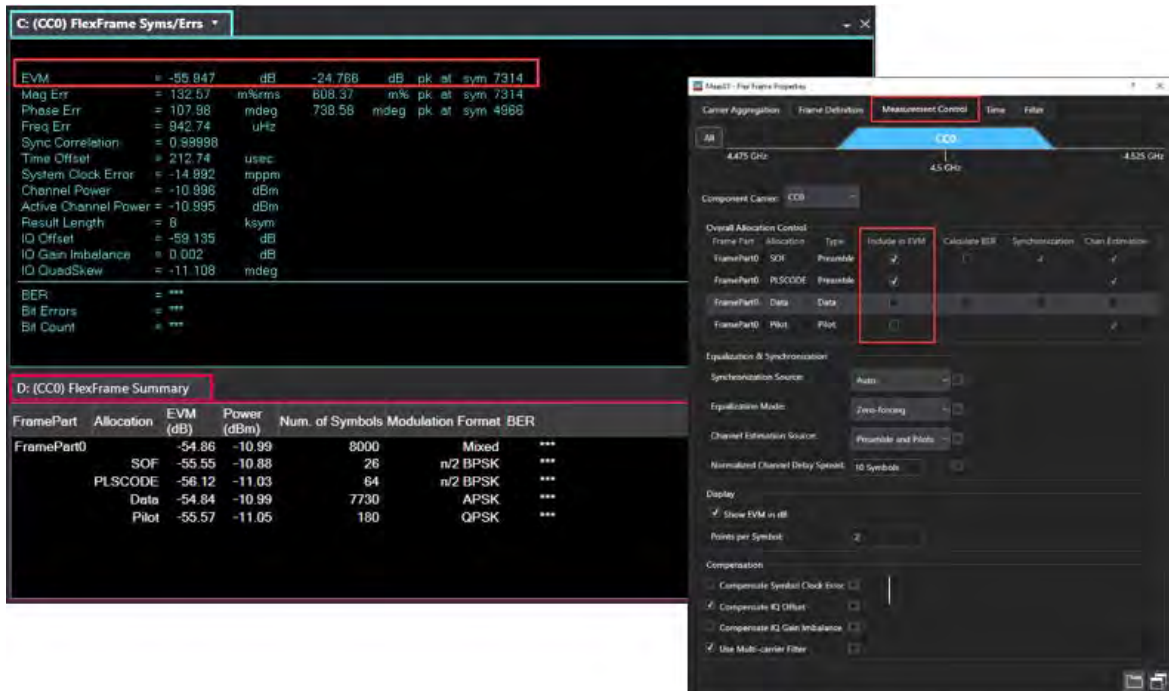 C: (CC0) FlexFrame Syms/Errs
EVM = -55.947 dB -24.766 dB pk at sym 7314
Mag Err = 132.57 m%rms 608.37 m% pk at sym 7314
Phase Err = 107.98 mdeg 738.58 mdeg pk at sym 4966
Freq Err = 942.74 uHz
Sync Correlation = 0.99998
Time Offset = 212.74 usec
System Clock Error = -14.992 mppm
Channel Power = -10.996 dBm
Active Channel Power = -10.995 dBm
Result Length = 8 ksym
IQ Offset = -59.135 dB
IQ Gain Imbalance = 0.002 dB
IQ QuadSkew = -11.108 mdeg
BER = ***
Bit Errors = ***
Bit Count = ***
D: (CC0) FlexFrame Summary
FramePart Allocation EVM (dB) Power (dBm) Num. of Symbols Modulation Format BER
FramePart0 -54.86 -10.99 8000 Mixed ***
SOF -55.55 -10.88 26 π/2 BPSK ***
PLSCODE -56.12 -11.03 64 π/2 BPSK ***
Data -54.84 -10.99 7730 APSK ***
Pilot -55.57 -11.05 180 QPSK ***
Flex Frame Properties
Carrier Aggregation Frame Definition Measurement Control Time Filter
All CC0
4.475 GHz 4.5 GHz 4.525 GHz
Component Carrier: CC0
Overall Allocation Control
Frame Part Allocation Type Include in EVM Calculate BER Synchronization Chan Estimation
FramePart0 SOF Preamble
FramePart0 PLSCODE Preamble
FramePart0 Data Data
FramePart0 Pilot Pilot
Equalization & Synchronization
Synchronization Source: Auto
Equalization Mode: Zero-forcing
Channel Estimation Source: Preamble and Pilots
Normalized Channel Delay Spread: 10 Symbols
Display
Show EVM in dB
Points per Symbol: 2
Compensation
Compensate Symbol Clock Error
Compensate IQ Offset
Compensate IQ Gain Imbalance
Use Multi-carrier Filter